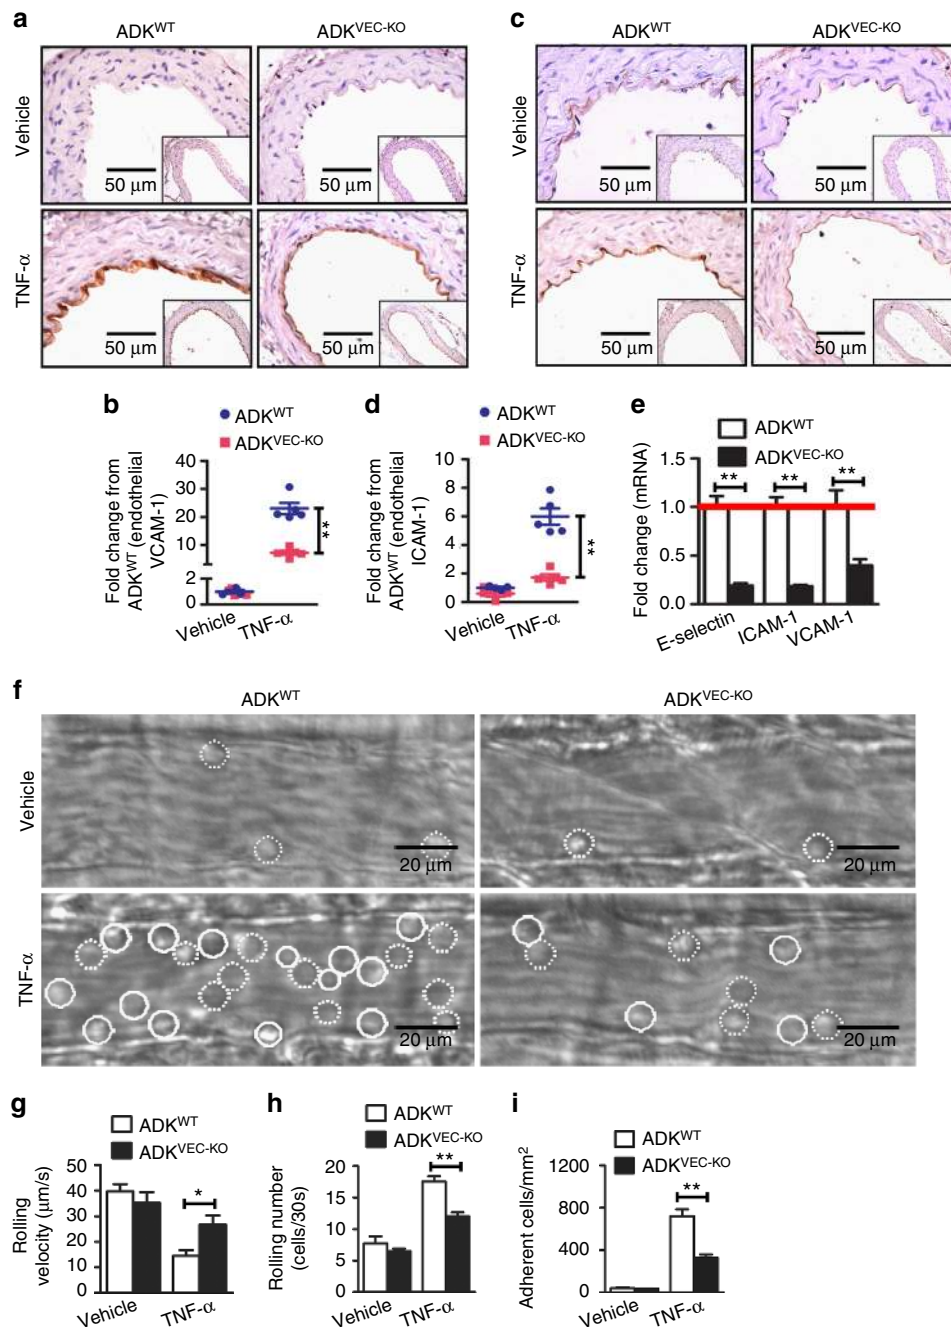 a
ADKWT
ADKVEC-KO
Vehicle
50 μm
50 μm
TNF-α
50 μm
50 μm
c
ADKWT
ADKVEC-KO
Vehicle
50 μm
50 μm
TNF-α
50 μm
50 μm
b
ADKWT
ADKVEC-KO
Fold change from
ADKWT (endothelial
VCAM-1)
40
30
20
10
2
0
**
Vehicle
TNF-α
d
ADKWT
ADKVEC-KO
Fold change from
ADKWT (endothelial
ICAM-1)
10
8
6
4
2
0
**
Vehicle
TNF-α
e
ADKWT
ADKVEC-KO
Fold change (mRNA)
1.5
1.0
0.5
0.0
**
**
**
E-selectin
ICAM-1
VCAM-1
f
ADKWT
ADKVEC-KO
Vehicle
20 μm
20 μm
TNF-α
20 μm
20 μm
g
ADKWT
ADKVEC-KO
Rolling
velocity (μm/s)
50
40
30
20
10
0
*
Vehicle
TNF-α
h
ADKWT
ADKVEC-KO
Rolling number
(cells/30s)
20
15
10
5
0
**
Vehicle
TNF-α
i
ADKWT
ADKVEC-KO
Adherent cells/mm2
1200
800
400
0
**
Vehicle
TNF-α